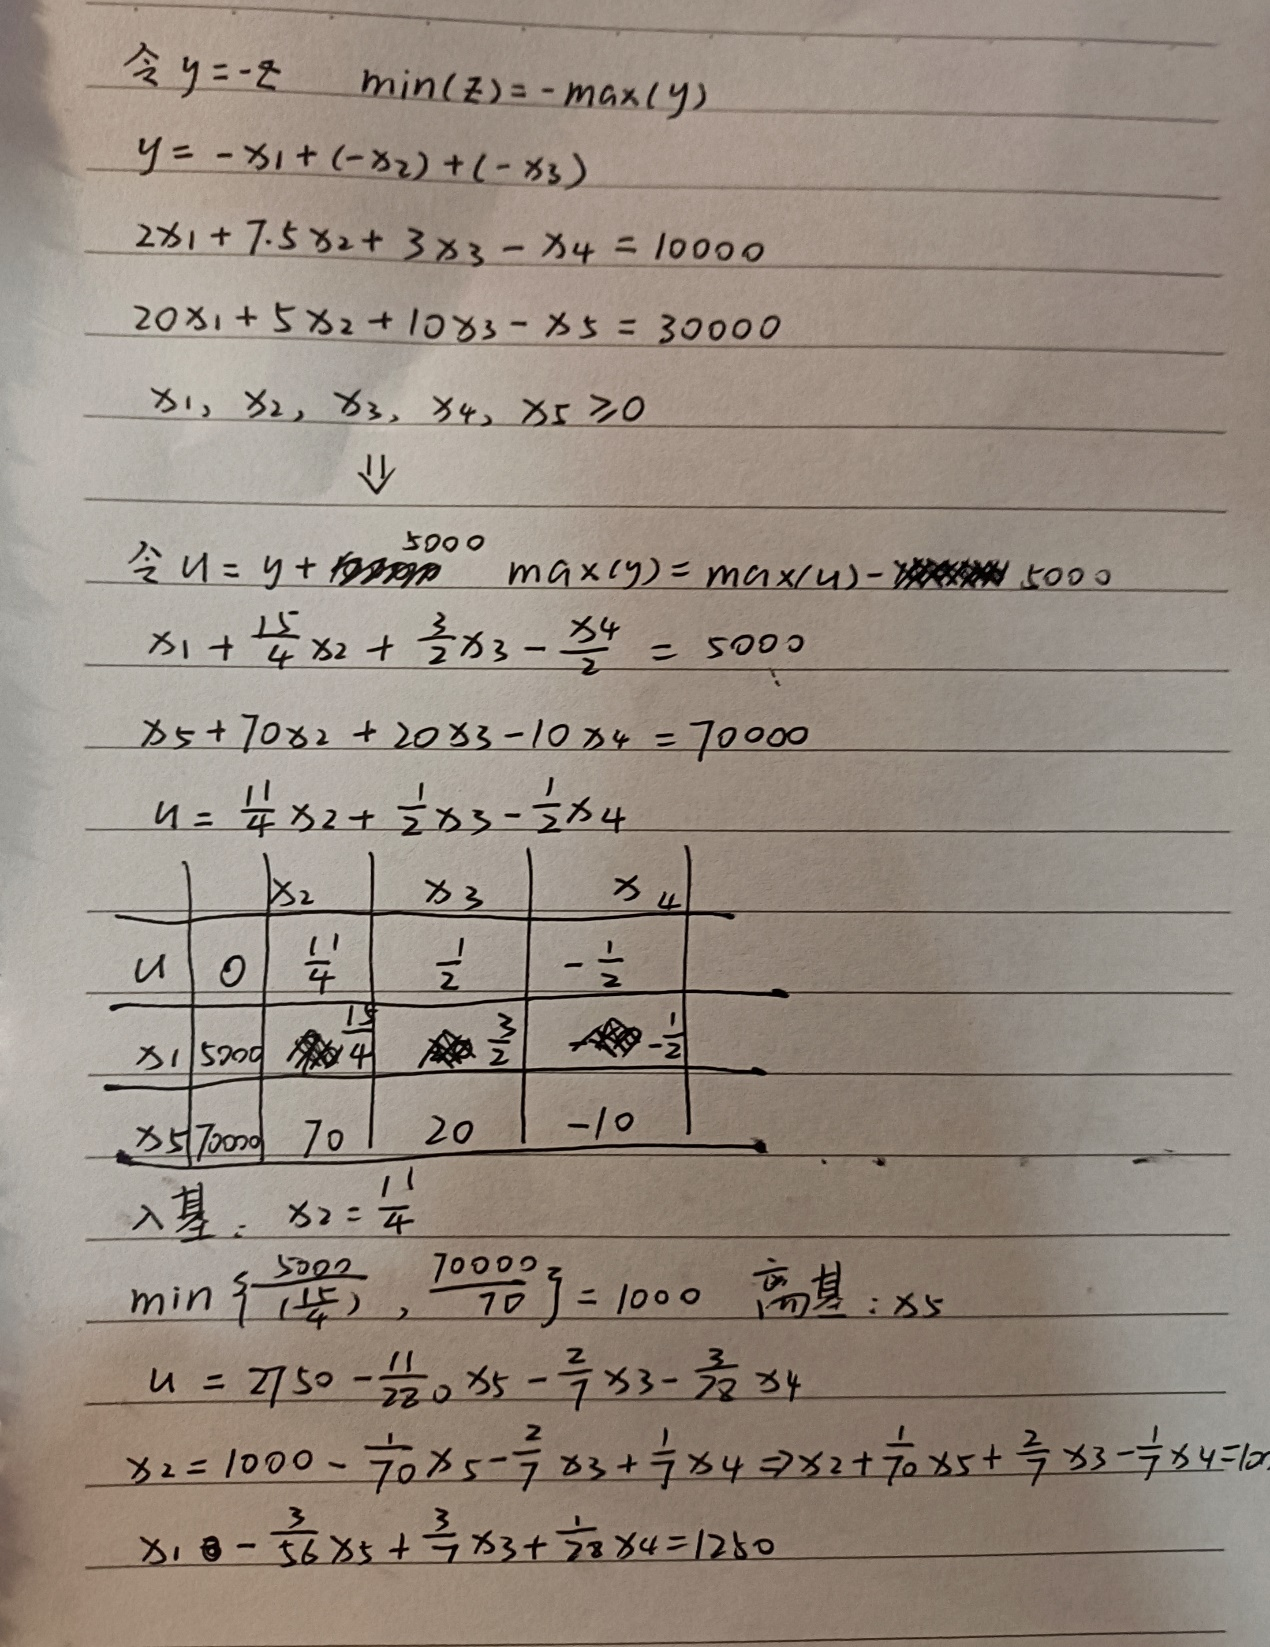 令 y=-z min(z)=-max(y)
y = -x1+(-x2)+(-x3)
2x1+7.5x2+3x3-x4=10000
20x1+5x2+10x3-x5=30000
x1, x2, x3, x4, x5≥0
⇓
令 u=y+5000 max(y)=max(u)-5000
x1+15/4 x2+3/2 x3-x4/2=5000
x5+70x2+20x3-10x4=70000
u=11/4 x2+1/2 x3-1/2 x4
x2 x3 x4
u 0 11/4 1/2 -1/2
x1 5000 15/4 3/2 -1/2
x5 70000 70 20 -10
入基: x2=11/4
min{5000/(15/4), 70000/70}=1000 离基:x5
u=2750-11/280 x5-2/7 x3-3/28 x4
x2=1000-1/70 x5-2/7 x3+1/7 x4⇒x2+1/70 x5+2/7 x3-1/7 x4=
x1-3/56 x5+3/7 x3+1/28 x4=1250